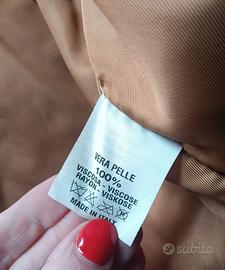 VERA PELLE
100%
VISCOSA - VISCOSE
RAYON - VISKOSE
MADE IN ITALY
subito